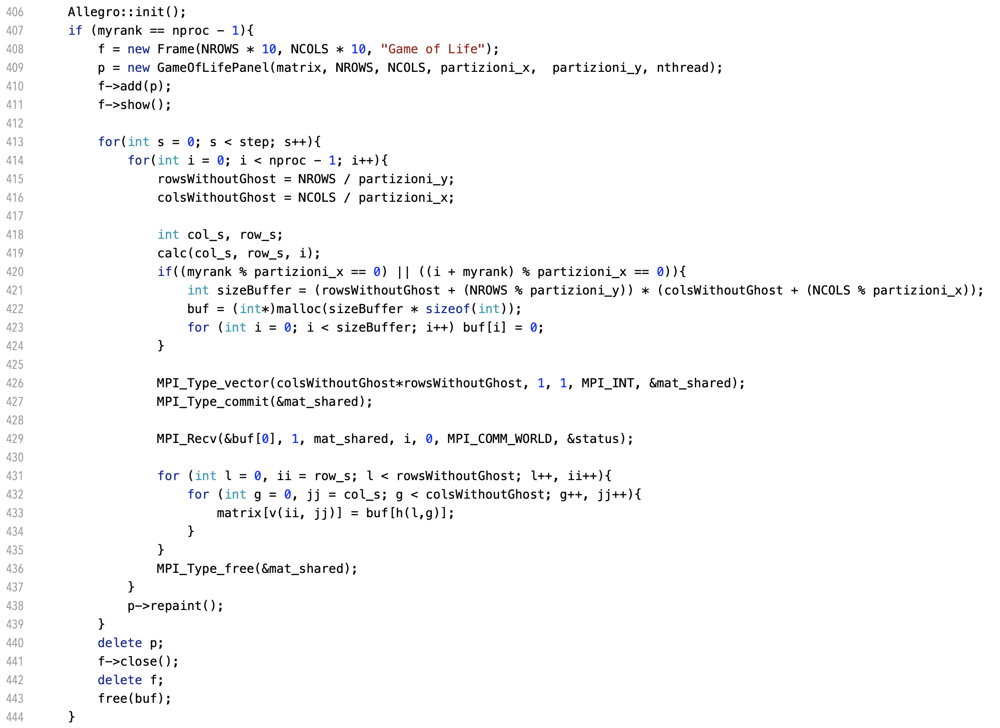 406 Allegro::init();
407 if (myrank == nproc - 1){
408 f = new Frame(NROWS * 10, NCOLS * 10, "Game of Life");
409 p = new GameOfLifePanel(matrix, NROWS, NCOLS, partizioni_x,  partizioni_y, nthread);
410 f->add(p);
411 f->show();
412
413 for(int s = 0; s < step; s++){
414 for(int i = 0; i < nproc - 1; i++){
415 rowsWithoutGhost = NROWS / partizioni_y;
416 colsWithoutGhost = NCOLS / partizioni_x;
417
418 int col_s, row_s;
419 calc(col_s, row_s, i);
420 if((myrank % partizioni_x == 0) || ((i + myrank) % partizioni_x == 0)){
421 int sizeBuffer = (rowsWithoutGhost + (NROWS % partizioni_y)) * (colsWithoutGhost + (NCOLS % partizioni_x));
422 buf = (int*)malloc(sizeBuffer * sizeof(int));
423 for (int i = 0; i < sizeBuffer; i++) buf[i] = 0;
424 }
425
426 MPI_Type_vector(colsWithoutGhost*rowsWithoutGhost, 1, 1, MPI_INT, &mat_shared);
427 MPI_Type_commit(&mat_shared);
428
429 MPI_Recv(&buf[0], 1, mat_shared, i, 0, MPI_COMM_WORLD, &status);
430
431 for (int l = 0, ii = row_s; l < rowsWithoutGhost; l++, ii++){
432 for (int g = 0, jj = col_s; g < colsWithoutGhost; g++, jj++){
433 matrix[v(ii, jj)] = buf[h(l,g)];
434 }
435 }
436 MPI_Type_free(&mat_shared);
437 }
438 p->repaint();
439 }
440 delete p;
441 f->close();
442 delete f;
443 free(buf);
444 }